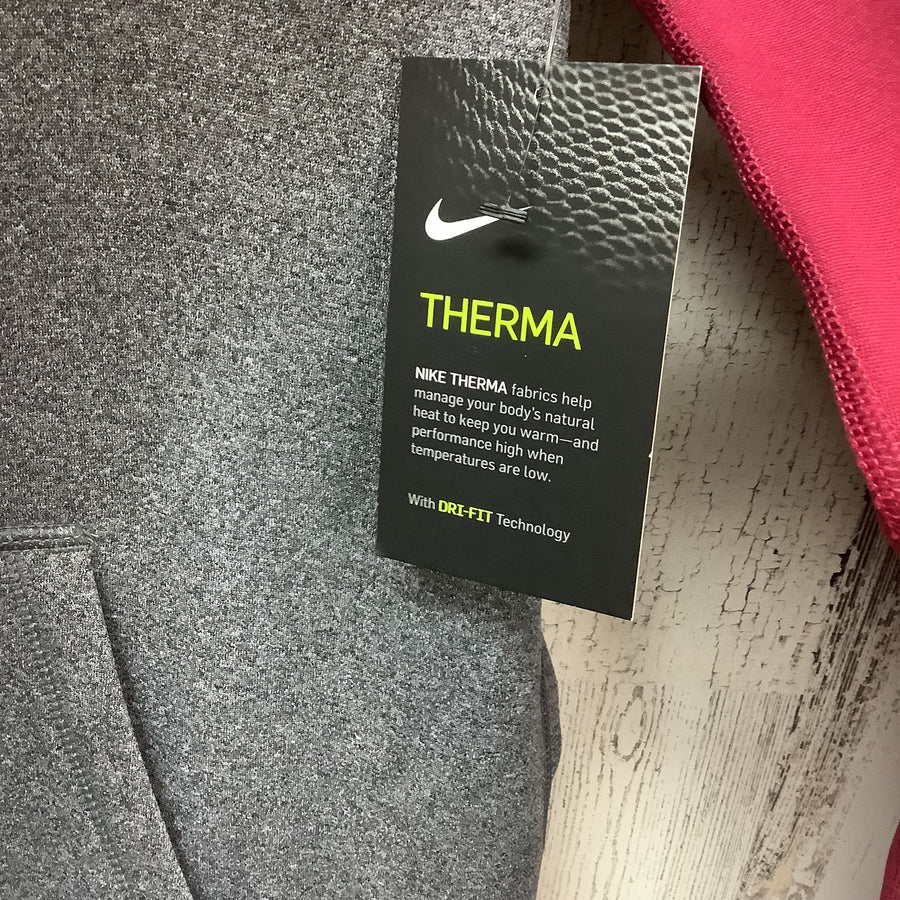 THERMA
NIKE THERMA fabrics help
manage your body's natural
heat to keep you warm—and
performance high when
temperatures are low.
With DRI-FIT Technology